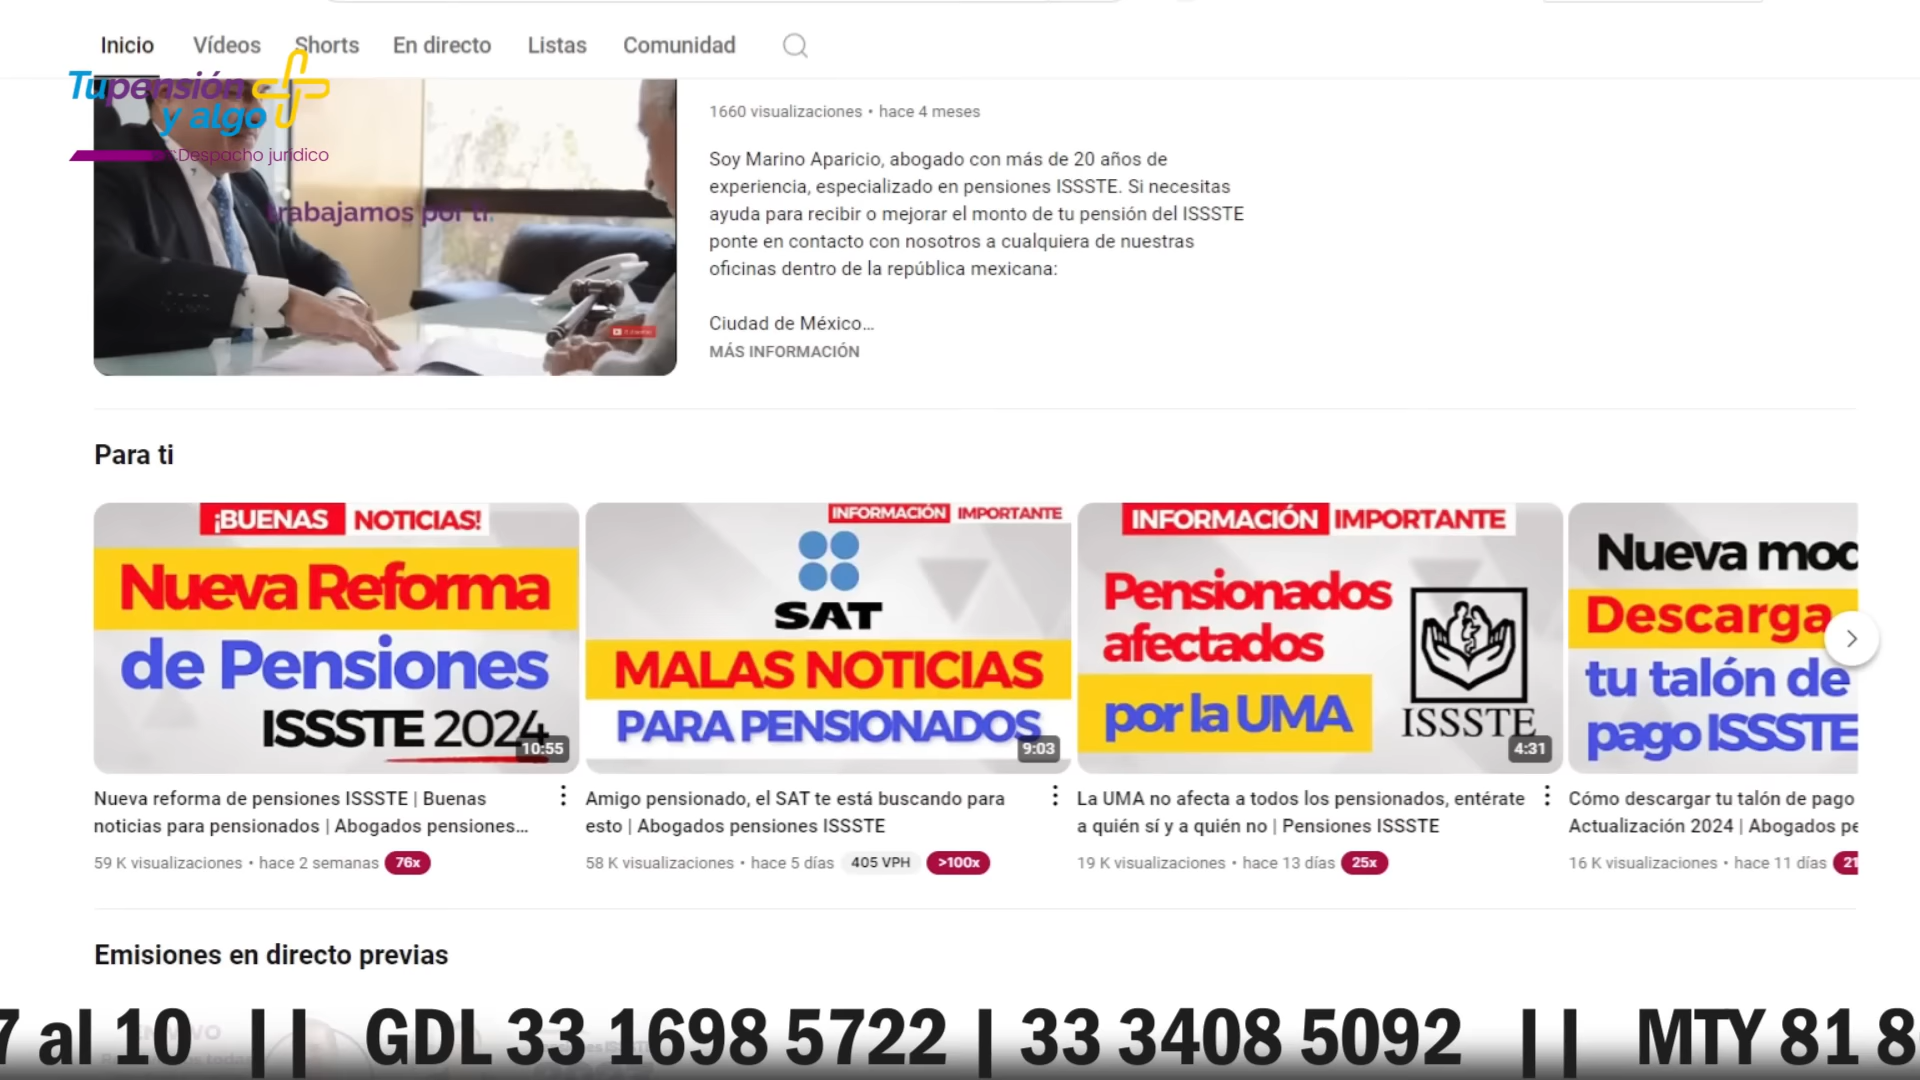 Inicio Vídeos Shorts En directo Listas Comunidad
Tupensión
y algo
Despacho jurídico
trabajamos por ti.
1660 visualizaciones • hace 4 meses
Soy Marino Aparicio, abogado con más de 20 años de
experiencia, especializado en pensiones ISSSTE. Si necesitas
ayuda para recibir o mejorar el monto de tu pensión del ISSSTE
ponte en contacto con nosotros a cualquiera de nuestras
oficinas dentro de la república mexicana:
Ciudad de México...
MÁS INFORMACIÓN
Para ti
¡BUENAS NOTICIAS!
Nueva Reforma
de Pensiones
ISSSTE 2024
10:55
Nueva reforma de pensiones ISSSTE | Buenas
noticias para pensionados | Abogados pensiones...
59 K visualizaciones • hace 2 semanas 76x
INFORMACIÓN IMPORTANTE
SAT
MALAS NOTICIAS
PARA PENSIONADOS
9:03
Amigo pensionado, el SAT te está buscando para
esto | Abogados pensiones ISSSTE
58 K visualizaciones • hace 5 días 405 VPH >100x
INFORMACIÓN IMPORTANTE
Pensionados
afectados
por la UMA
ISSSTE
4:31
La UMA no afecta a todos los pensionados, entérate
a quién sí y a quién no | Pensiones ISSSTE
19 K visualizaciones • hace 13 días 25x
Nueva mod
Descarga
tu talón de
pago ISSSTE
Cómo descargar tu talón de pago
Actualización 2024 | Abogados pe
16 K visualizaciones • hace 11 días 21
Emisiones en directo previas
7 al 10 || GDL 33 1698 5722 | 33 3408 5092 || MTY 81 8